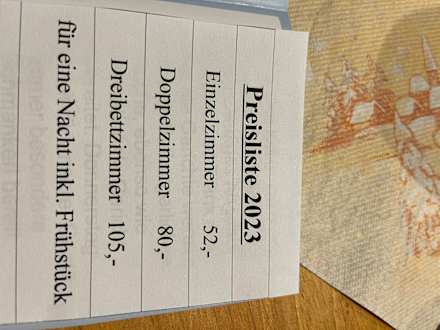 Preisliste 2023
Einzelzimmer 52,-
Doppelzimmer 80,-
Dreibettzimmer 105,-
für eine Nacht inkl. Frühstück